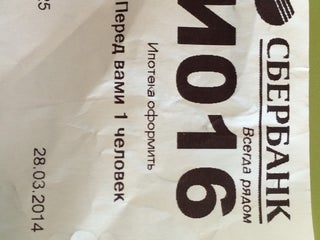 СБЕРБАНК
Всегда рядом
И016
Ипотека оформить
Перед вами 1 человек
28.03.2014